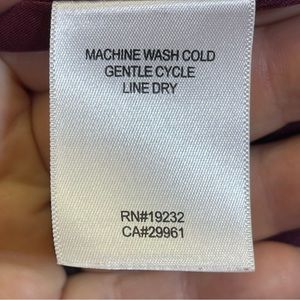 MACHINE WASH COLD
GENTLE CYCLE
LINE DRY
RN#19232
CA#29961